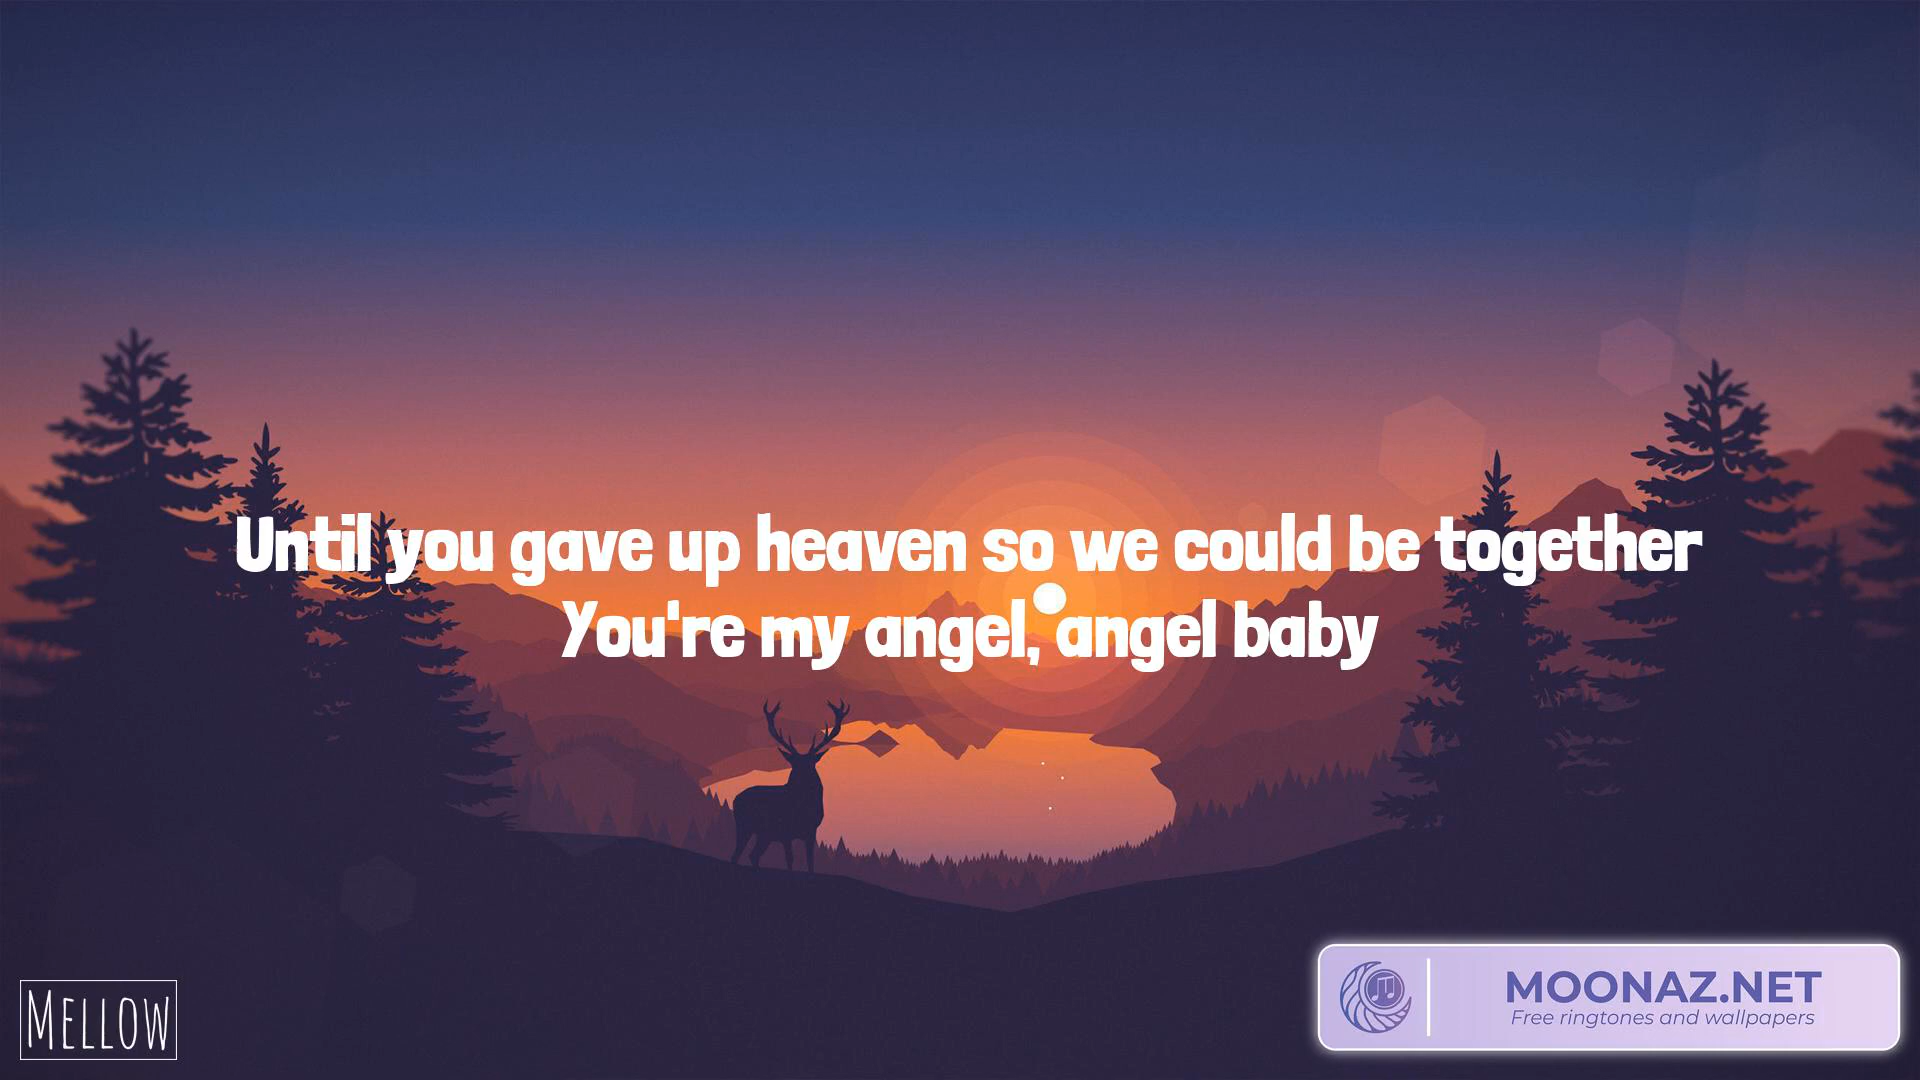 Until you gave up heaven so we could be together
You're my angel, angel baby
MELLOW
MOONAZ.NET
Free ringtones and wallpapers